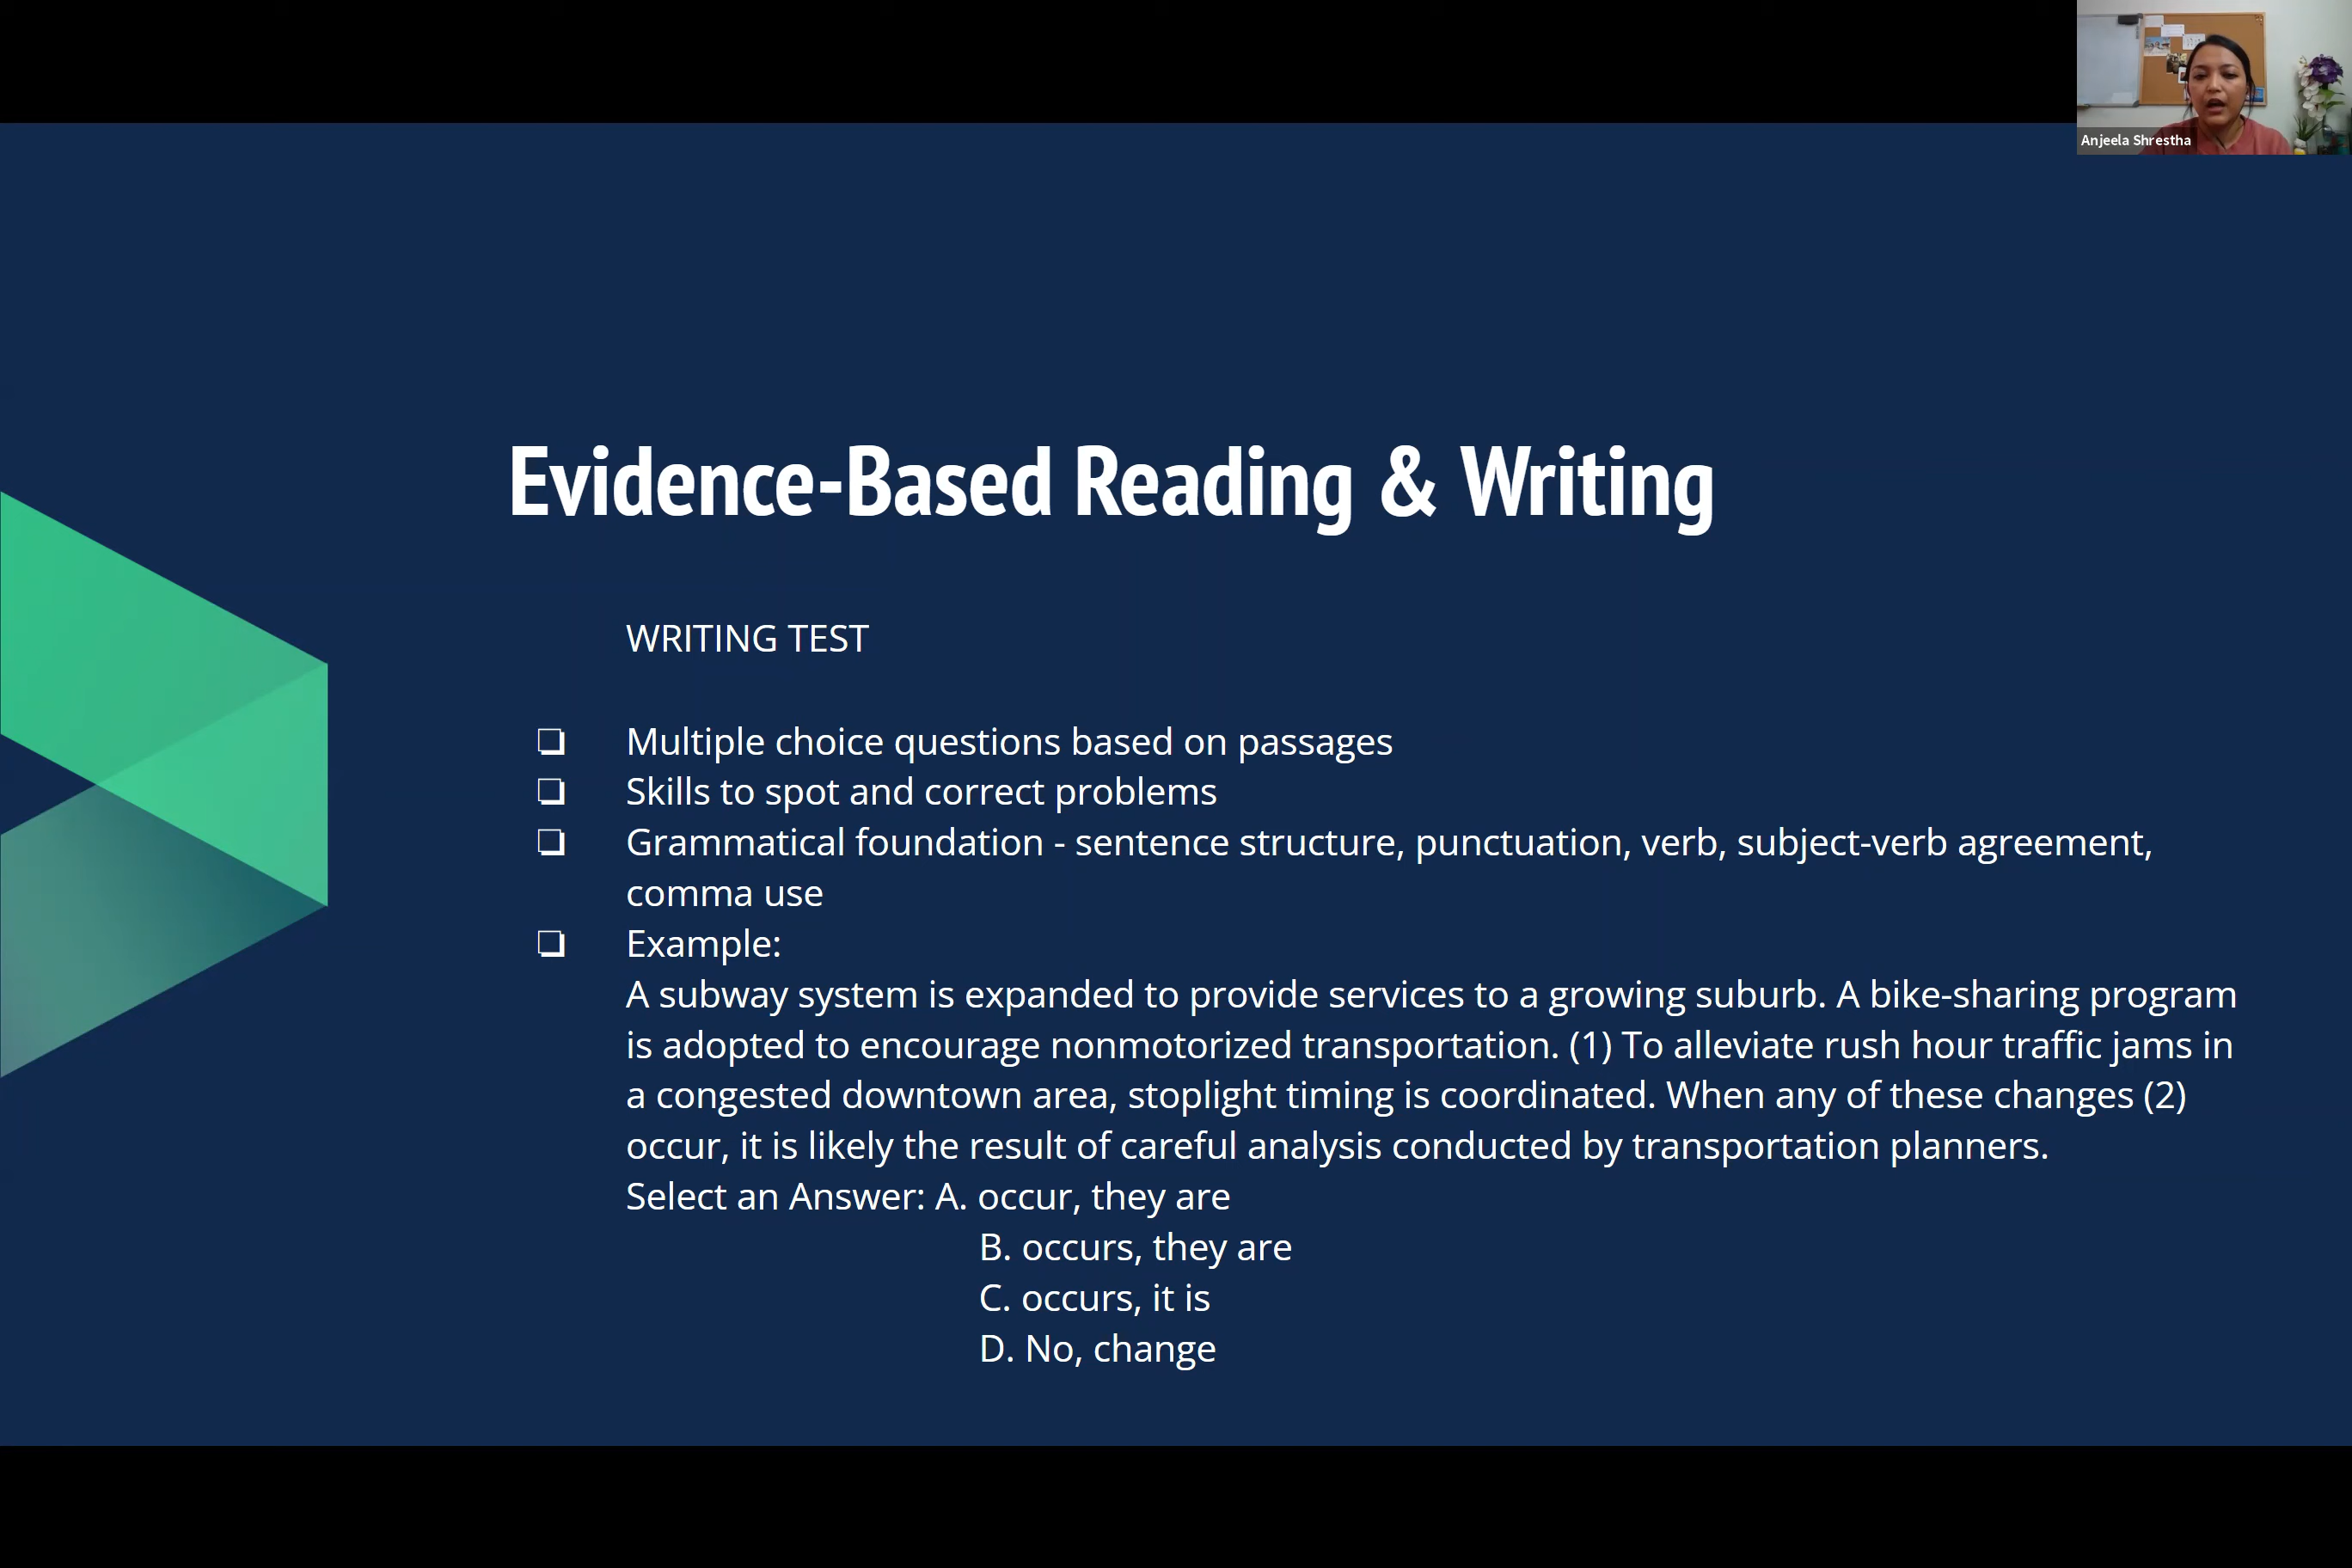 Anjeela Shrestha
Evidence-Based Reading & Writing
WRITING TEST
Multiple choice questions based on passages
Skills to spot and correct problems
Grammatical foundation - sentence structure, punctuation, verb, subject-verb agreement,
comma use
Example:
A subway system is expanded to provide services to a growing suburb. A bike-sharing program
is adopted to encourage nonmotorized transportation. (1) To alleviate rush hour traffic jams in
a congested downtown area, stoplight timing is coordinated. When any of these changes (2)
occur, it is likely the result of careful analysis conducted by transportation planners.
Select an Answer: A. occur, they are
B. occurs, they are
C. occurs, it is
D. No, change